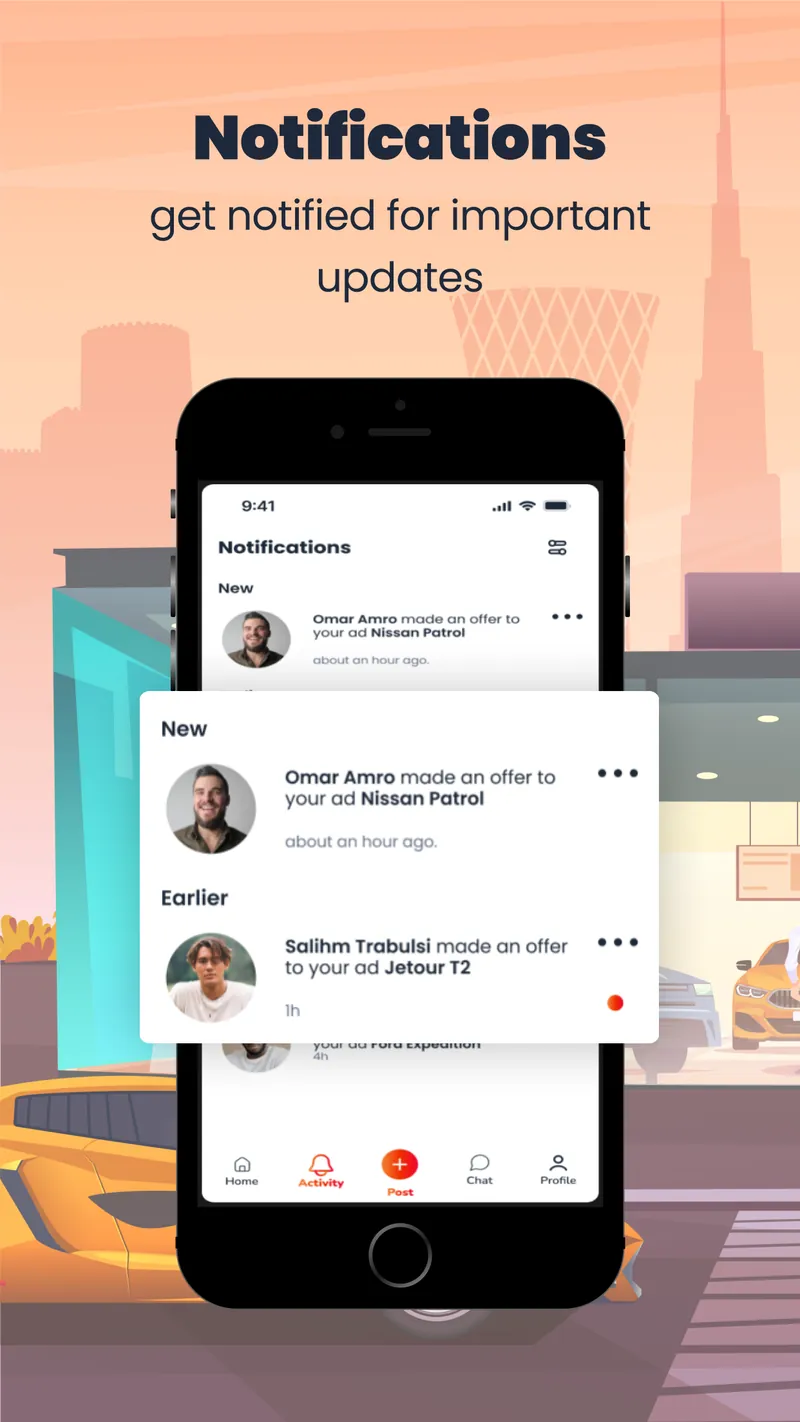 Notifications
get notified for important
updates
9:41
Notifications
New
Omar Amro made an offer to
your ad Nissan Patrol
about an hour ago.
New
Omar Amro made an offer to
your ad Nissan Patrol
about an hour ago.
Earlier
Salihm Trabulsi made an offer
to your ad Jetour T2
1h
your ad Ford Expedition
4h
Home
Activity
Post
Chat
Profile